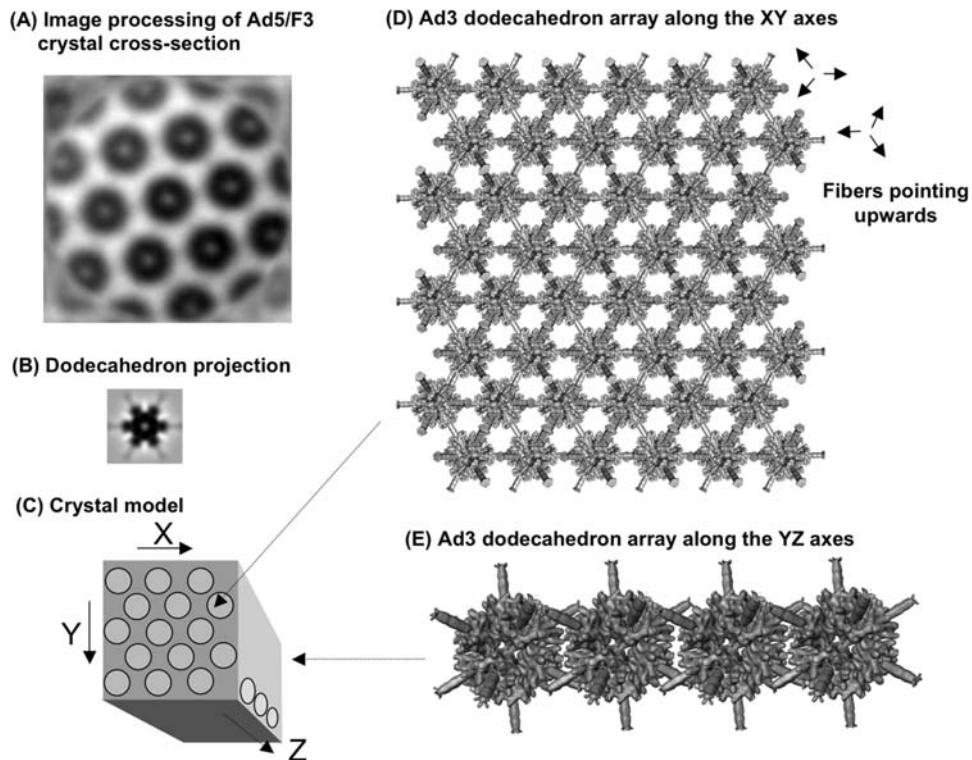 (A) Image processing of Ad5/F3
crystal cross-section
(B) Dodecahedron projection
(C) Crystal model
X
Y
Z
(D) Ad3 dodecahedron array along the XY axes
Fibers pointing
upwards
(E) Ad3 dodecahedron array along the YZ axes